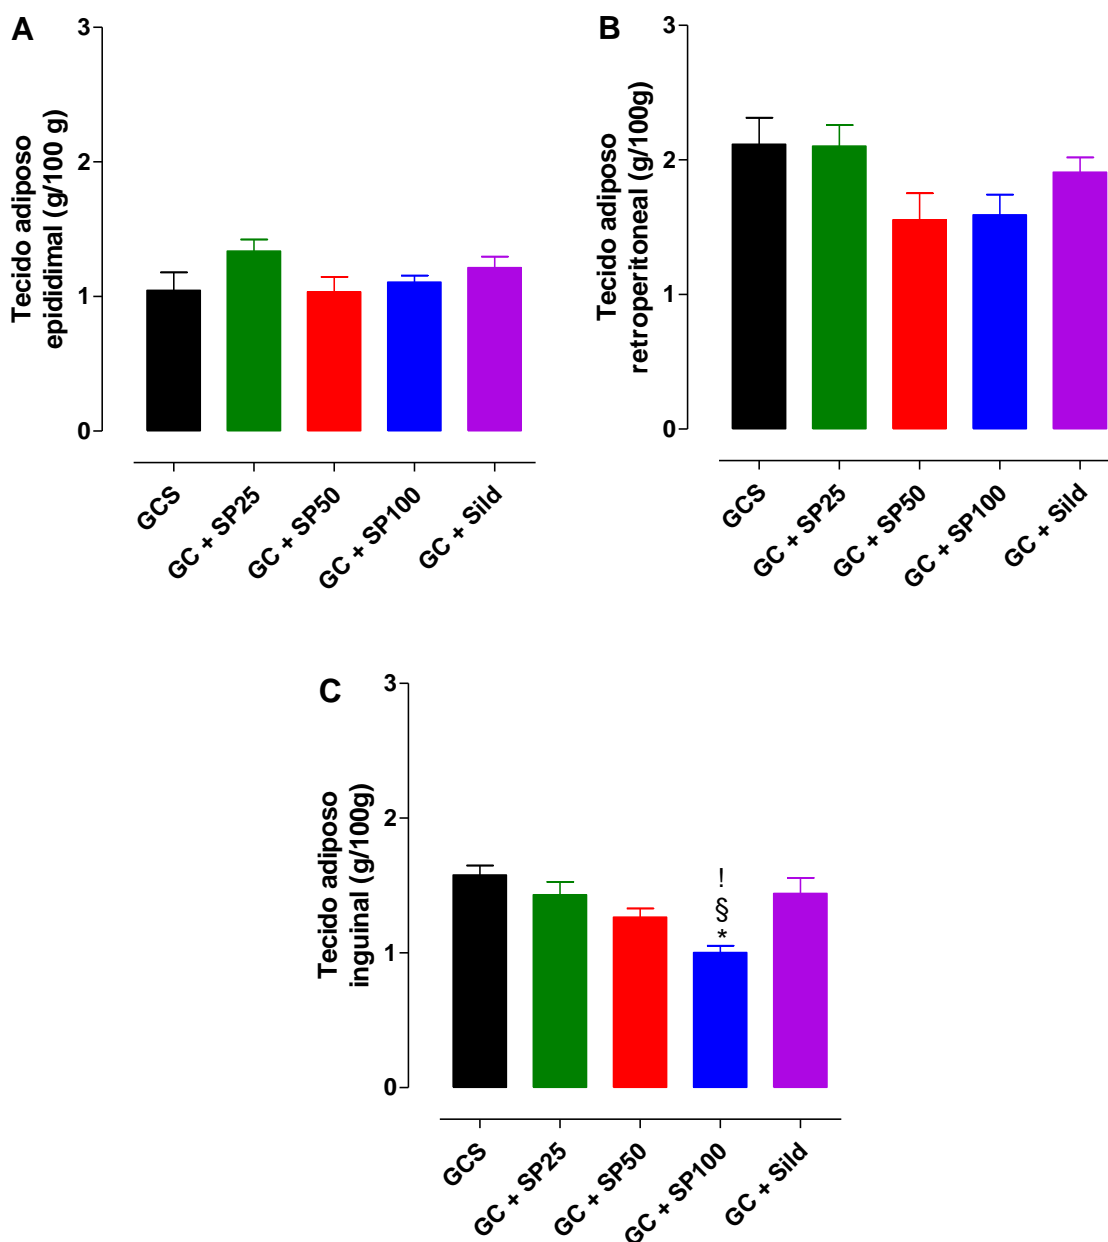 A
Tecido adiposo
epididimal (g/100 g)
3
2
1
0
GCS
GC + SP25
GC + SP50
GC + SP100
GC + Sild
B
Tecido adiposo
retroperitoneal (g/100g)
3
2
1
0
GCS
GC + SP25
GC + SP50
GC + SP100
GC + Sild
C
Tecido adiposo
inguinal (g/100g)
3
2
1
0
!
§
*
GCS
GC + SP25
GC + SP50
GC + SP100
GC + Sild